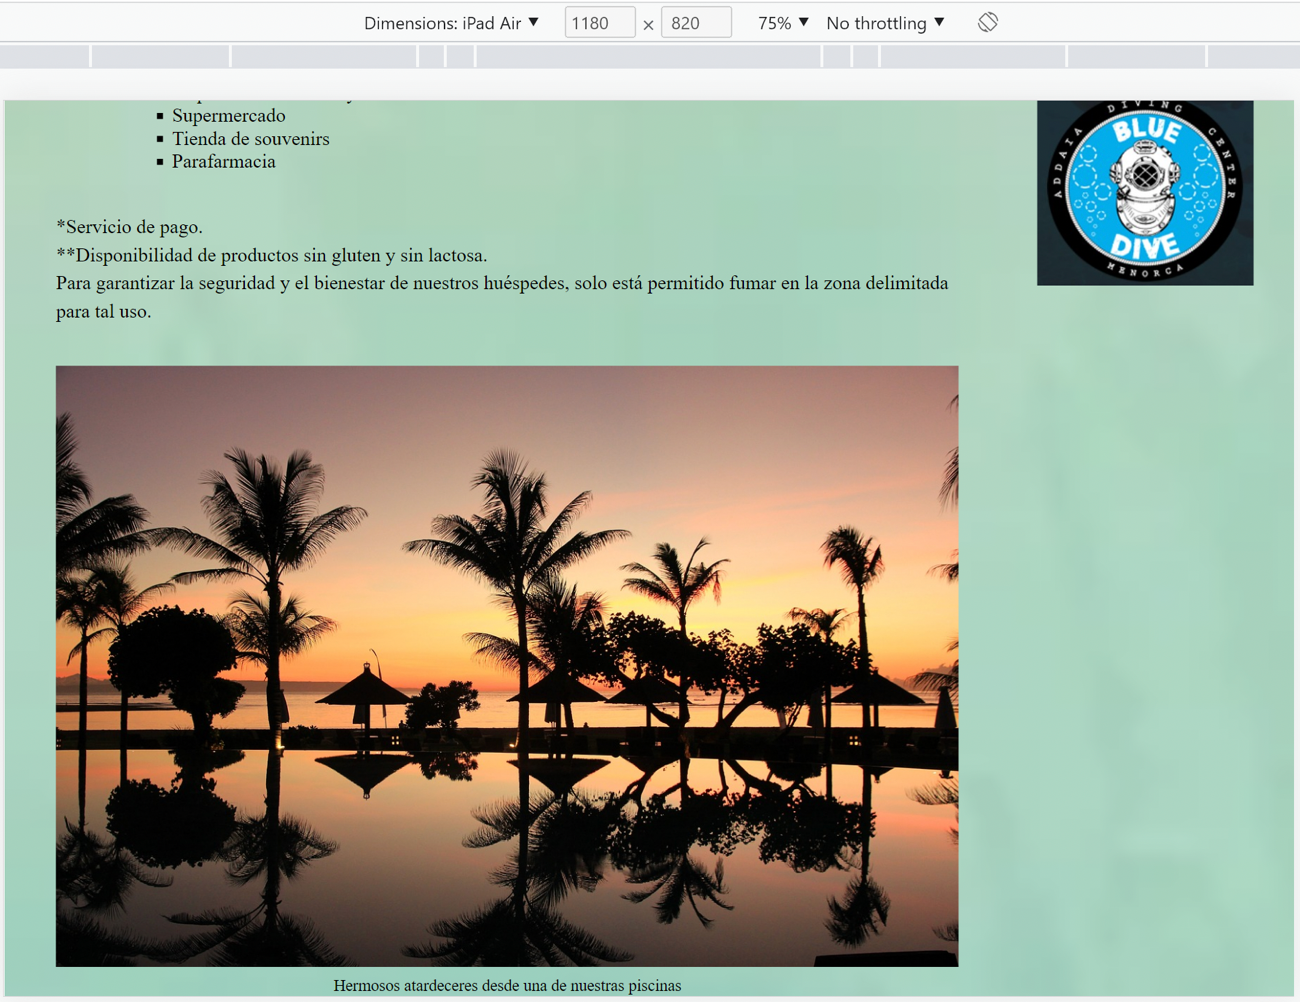 Dimensions: iPad Air ▼ 1180 × 820 75% ▼ No throttling ▼
Supermercado
Tienda de souvenirs
Parafarmacia
ADDAIA DIVING CENTER
BLUE
DIVE
MENORCA
*Servicio de pago.
**Disponibilidad de productos sin gluten y sin lactosa.
Para garantizar la seguridad y el bienestar de nuestros huéspedes, solo está permitido fumar en la zona delimitada
para tal uso.
Hermosos atardeceres desde una de nuestras piscinas